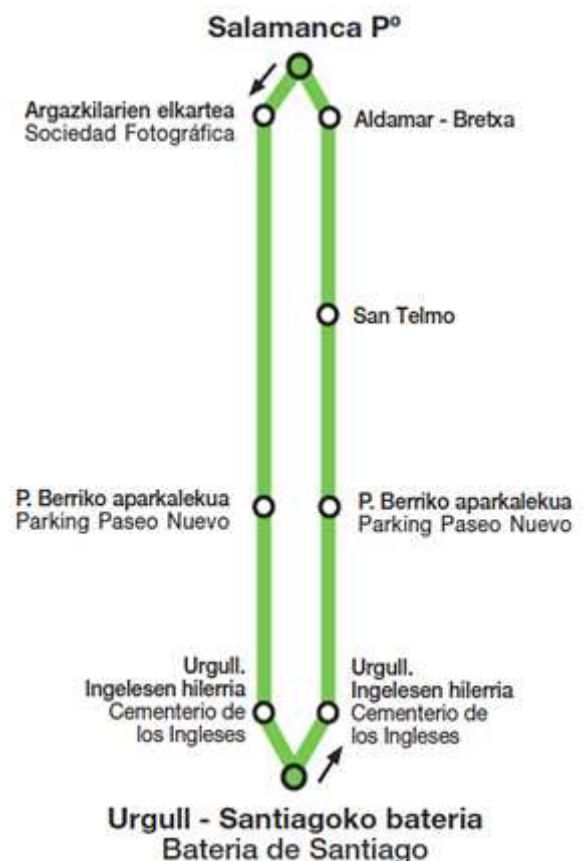 Salamanca Pº
Argazkilarien elkartea
Sociedad Fotográfica
Aldamar - Bretxa
San Telmo
P. Berriko aparkalekua
Parking Paseo Nuevo
P. Berriko aparkalekua
Parking Paseo Nuevo
Urgull.
Ingelesen hilerria
Cementerio de
los Ingleses
Urgull.
Ingelesen hilerria
Cementerio de
los Ingleses
Urgull - Santiagoko bateria
Bateria de Santiago